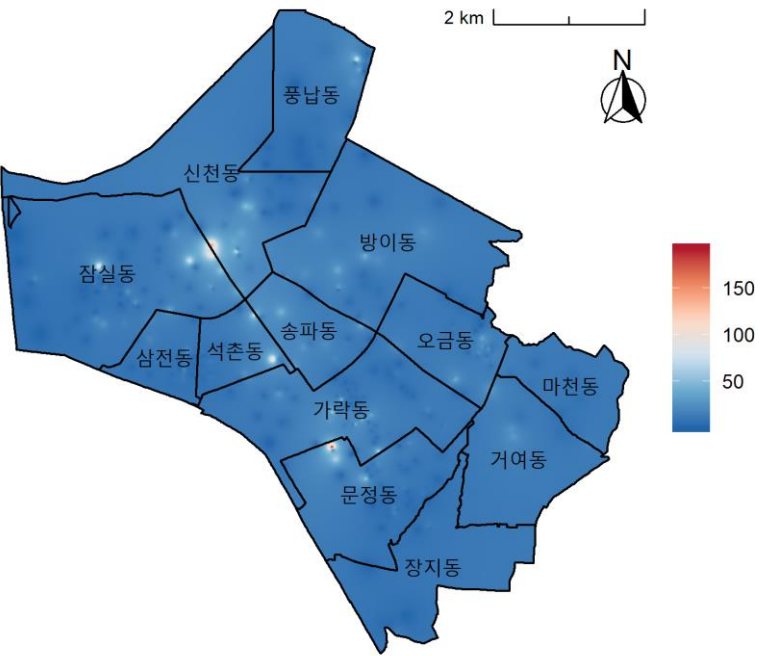 2 km
N
풍납동
신천동
방이동
잠실동
송파동
오금동
삼전동
석촌동
마천동
가락동
거여동
문정동
장지동
150
100
50